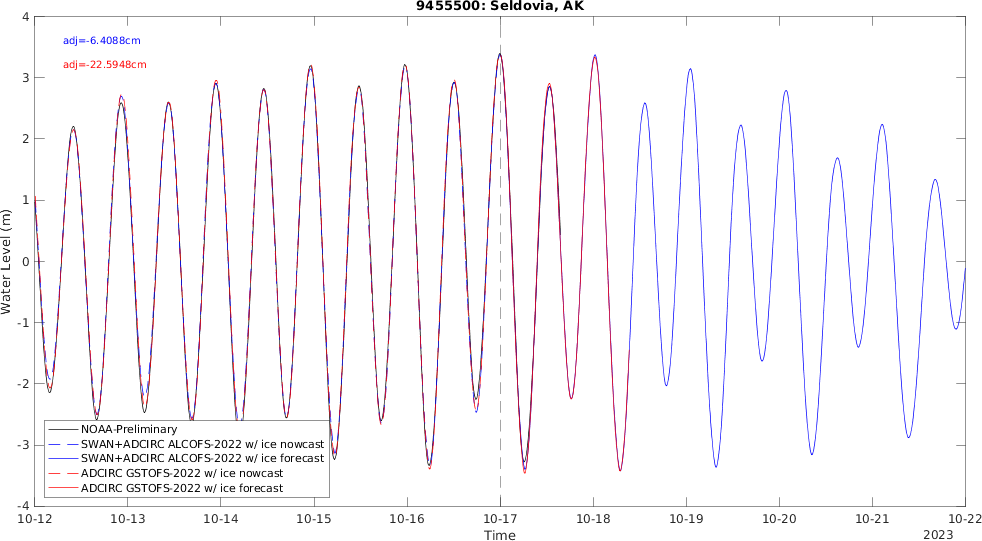 9455500: Seldovia, AK
adj=-6.4088cm
adj=-22.5948cm
4
3
2
1
0
-1
-2
-3
-4
Water Level (m)
NOAA-Preliminary
SWAN+ADCIRC ALCOFS-2022 w/ ice nowcast
SWAN+ADCIRC ALCOFS-2022 w/ ice forecast
ADCIRC GSTOFS-2022 w/ ice nowcast
ADCIRC GSTOFS-2022 w/ ice forecast
10-12 10-13 10-14 10-15 10-16 10-17 10-18 10-19 10-20 10-21 10-22
Time
2023